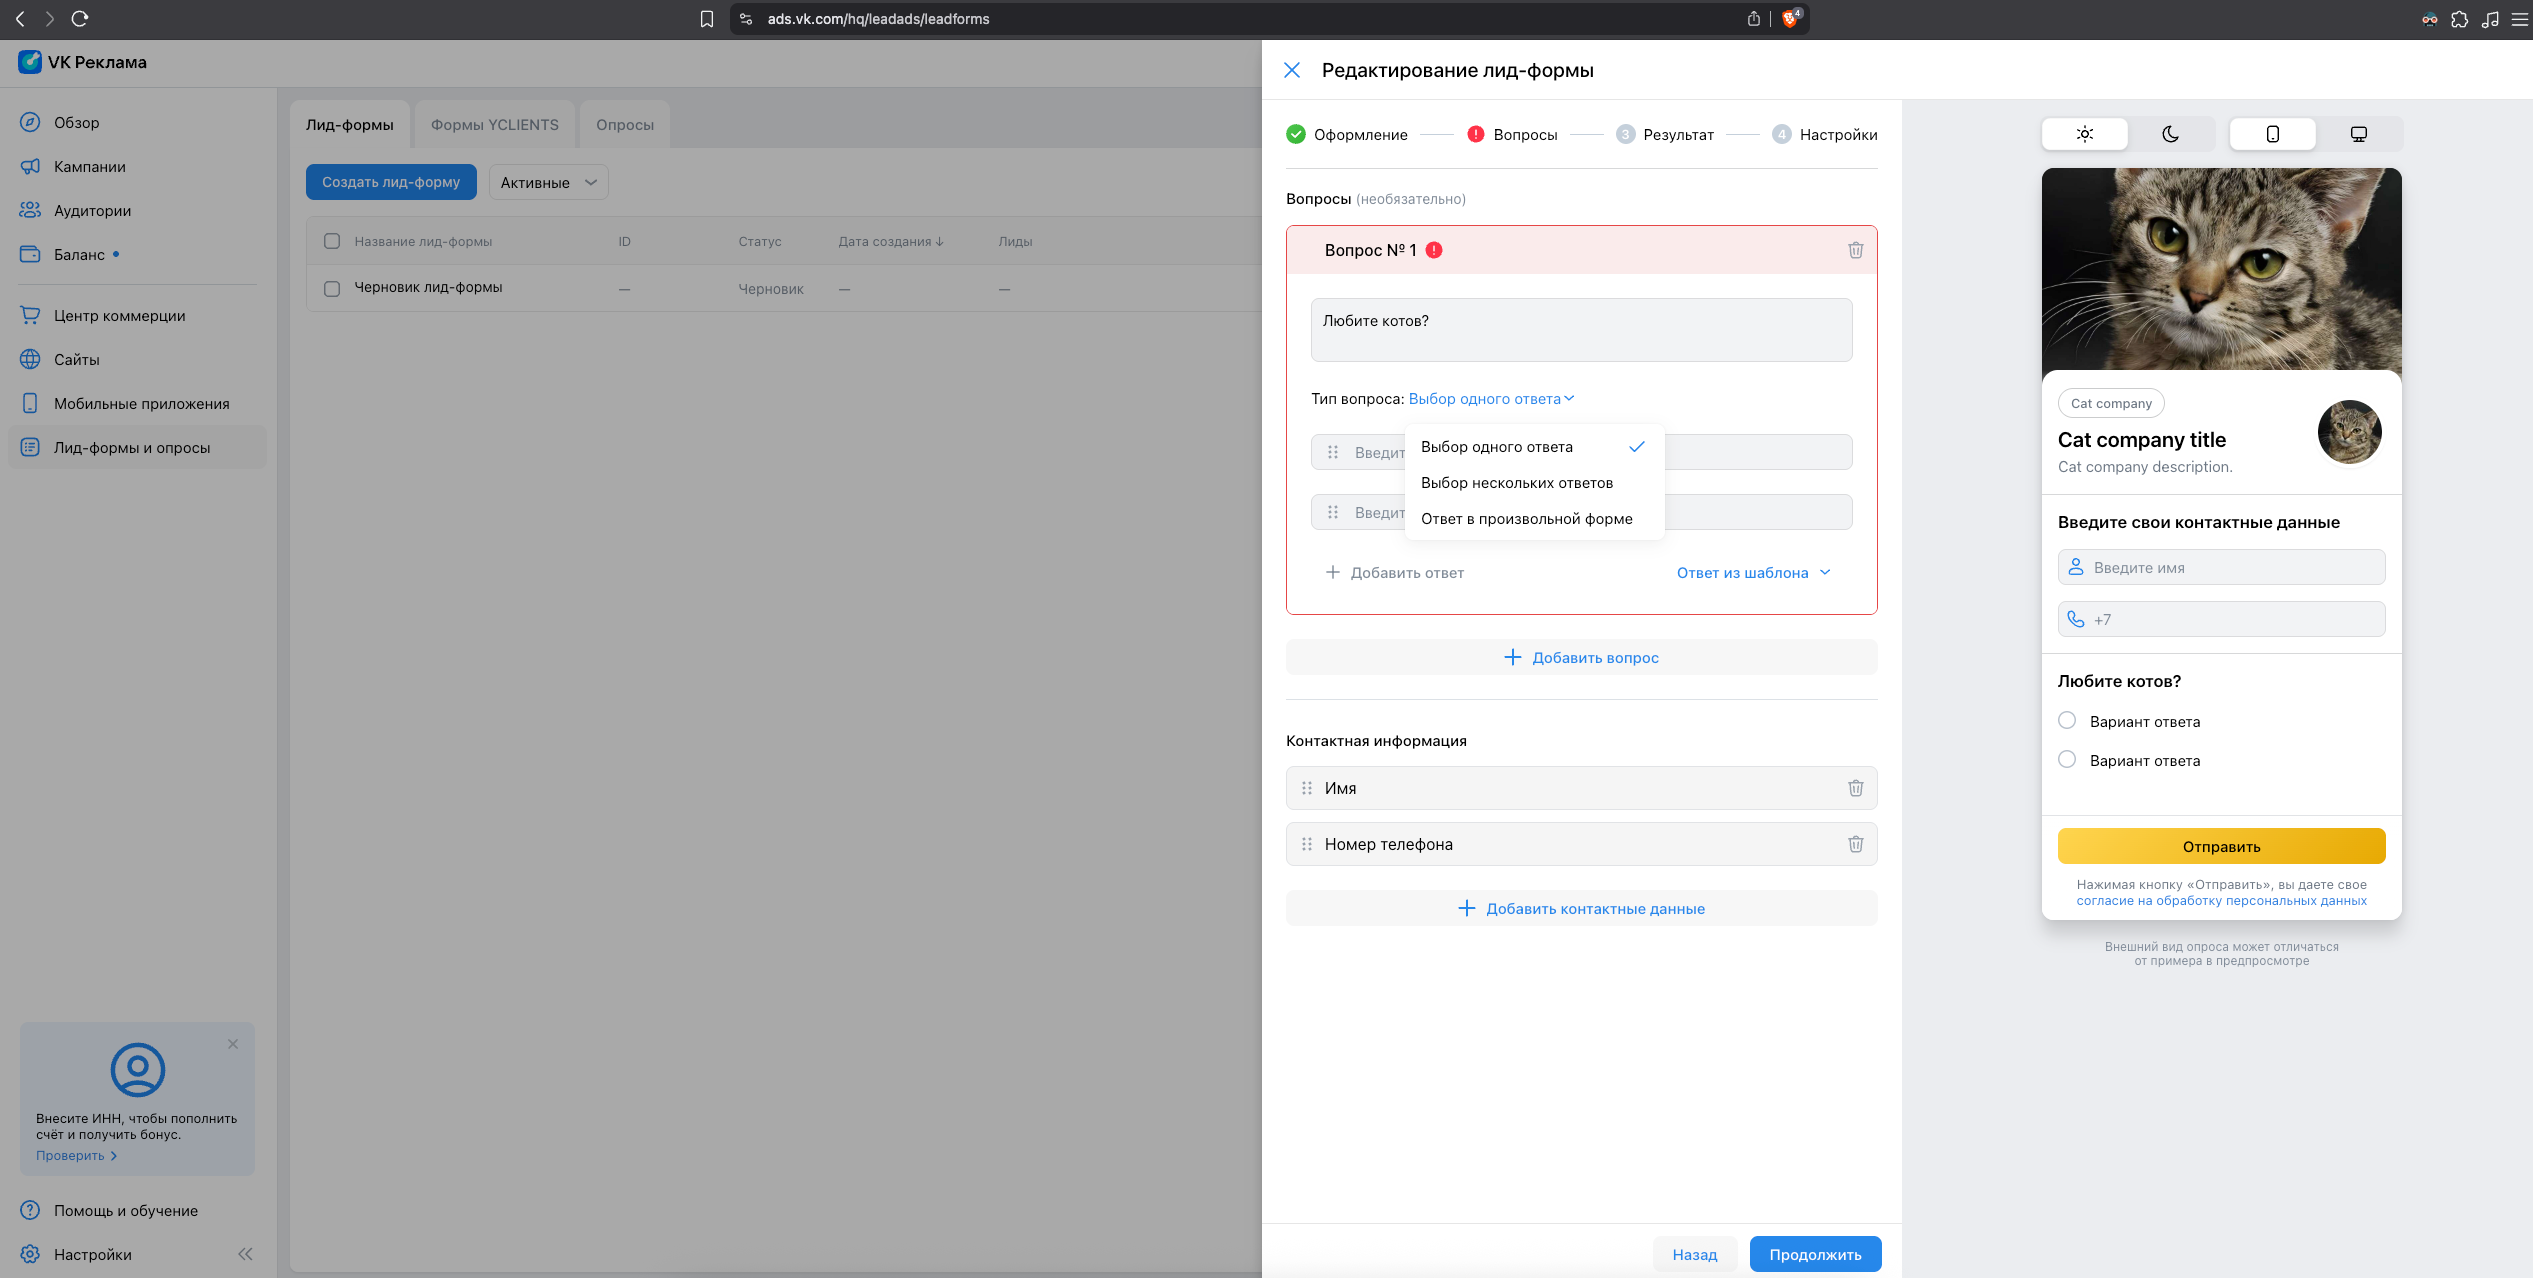 ads.vk.com/hq/leadads/leadforms
4
VK Реклама
Обзор
Кампании
Аудитории
Баланс
Центр коммерции
Сайты
Мобильные приложения
Лид-формы и опросы
Внесите ИНН, чтобы пополнить
счёт и получить бонус.
Проверить
Помощь и обучение
Настройки
Лид-формы
Формы YCLIENTS
Опросы
Создать лид-форму
Активные
Название лид-формы ID Статус Дата создания ↓ Лиды
Черновик лид-формы — Черновик — —
Редактирование лид-формы
Оформление
! Вопросы
3 Результат
4 Настройки
Вопросы (необязательно)
Вопрос № 1 !
Любите котов?
Тип вопроса: Выбор одного ответа
Введит
Введит
Выбор одного ответа
Выбор нескольких ответов
Ответ в произвольной форме
Добавить ответ
Ответ из шаблона
Добавить вопрос
Контактная информация
Имя
Номер телефона
Добавить контактные данные
Назад
Продолжить
Cat company
Cat company title
Cat company description.
Введите свои контактные данные
Введите имя
+7
Любите котов?
Вариант ответа
Вариант ответа
Отправить
Нажимая кнопку «Отправить», вы даете свое
согласие на обработку персональных данных
Внешний вид опроса может отличаться
от примера в предпросмотре